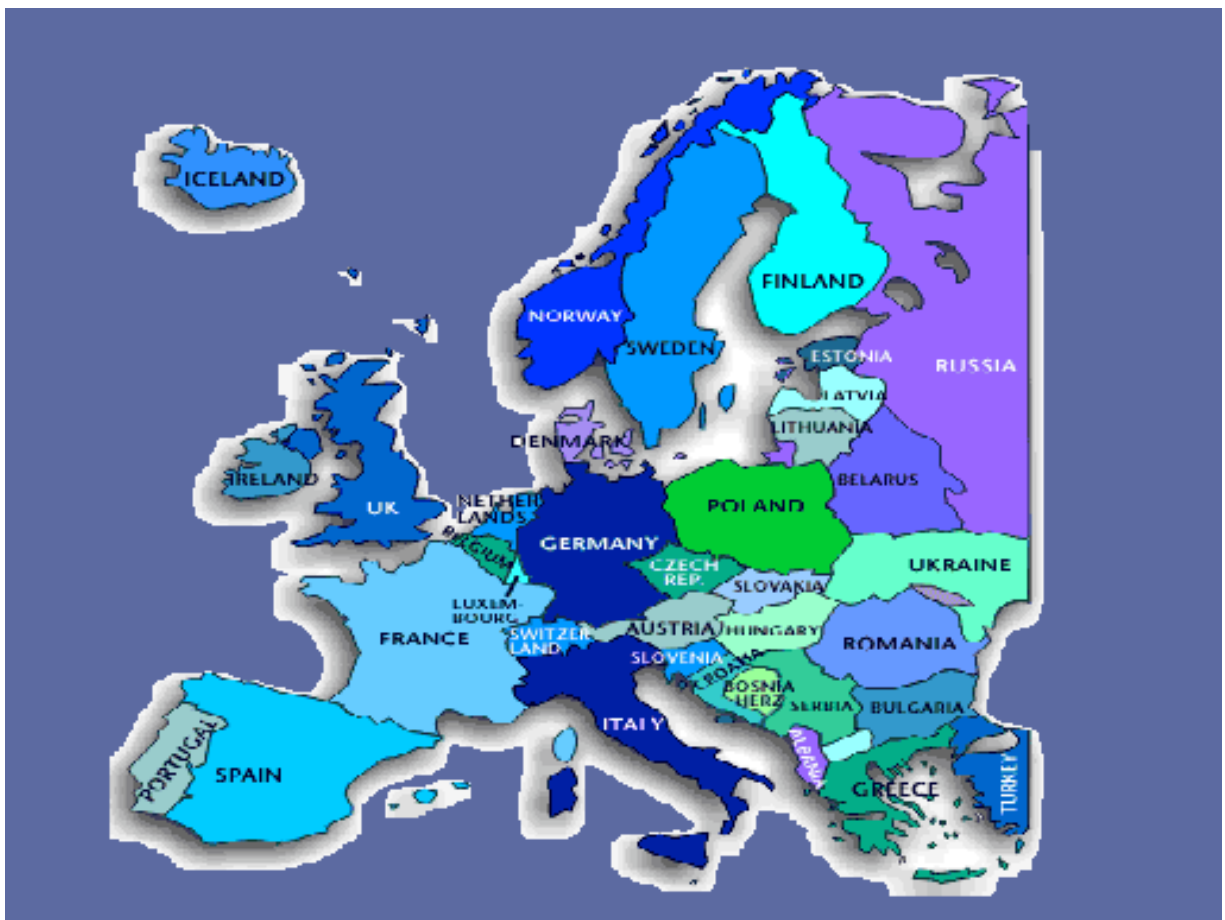 ICELAND
FINLAND
NORWAY
SWEDEN
ESTONIA
RUSSIA
LATVIA
LITHUANIA
DENMARK
IRELAND
BELARUS
UK
NETHER
LANDS
POLAND
BELGIUM
GERMANY
CZECH
REP.
UKRAINE
SLOVAKIA
LUXEM-
BOURG
FRANCE
SWITZER
LAND
AUSTRIA
HUNGARY
ROMANIA
SLOVENIA
BOSNIA
HERZ
SERBIA
BULGARIA
ITALY
PORTUGAL
SPAIN
ALBANIA
GREECE
TURKEY